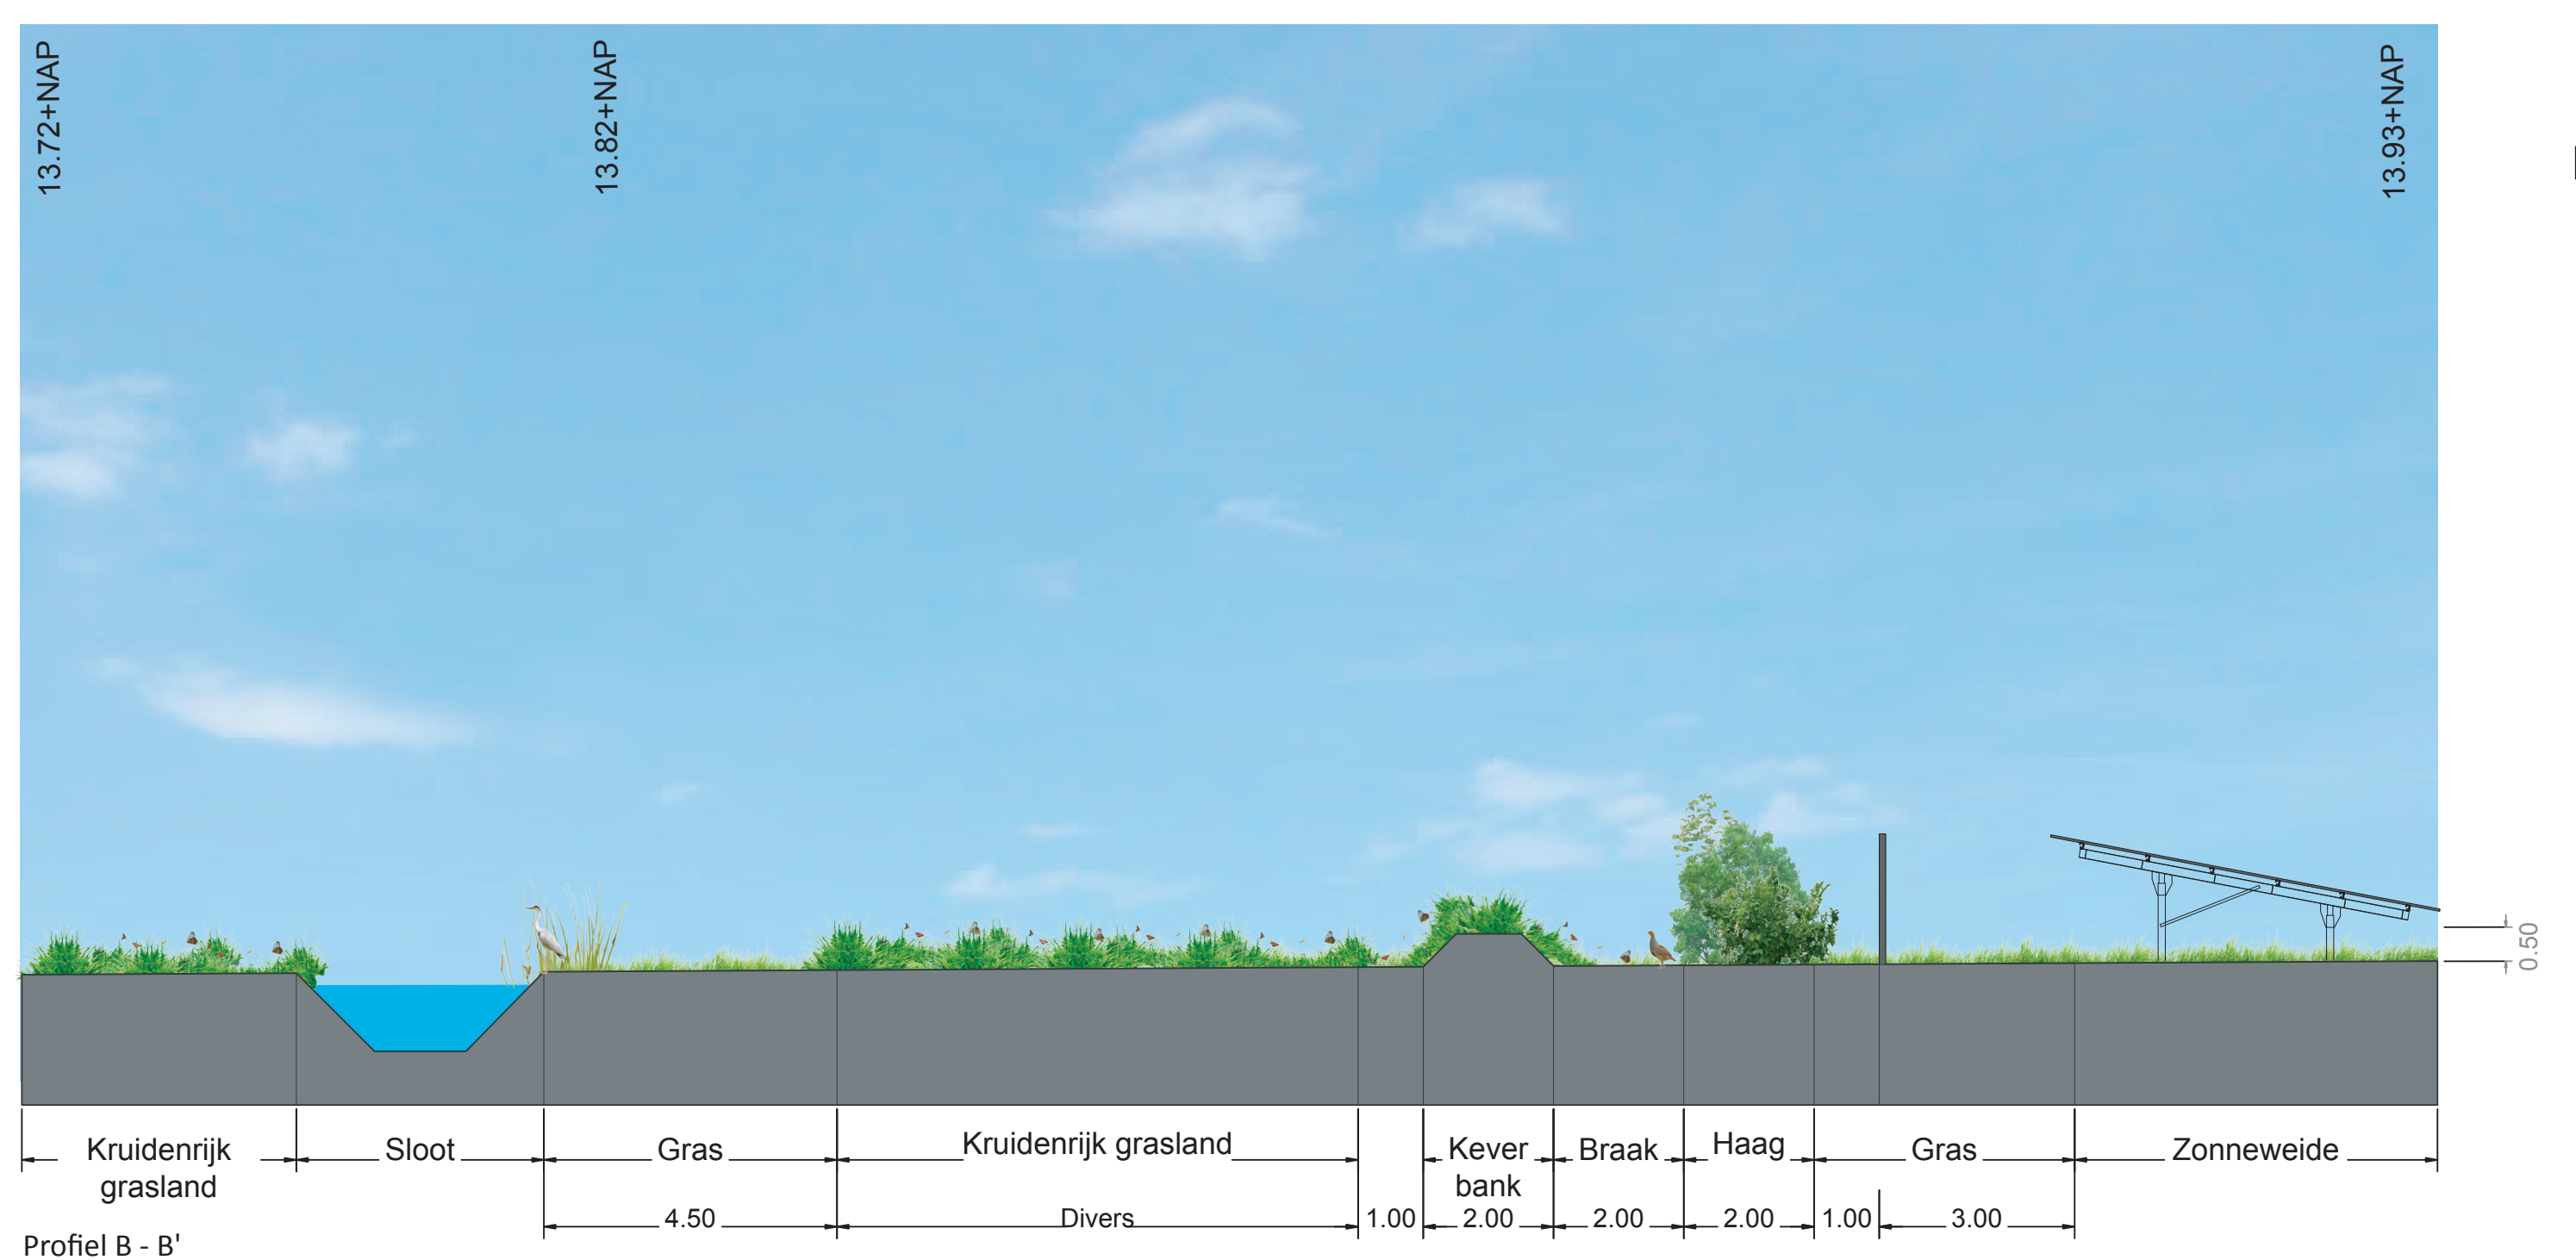 13.72+NAP
13.82+NAP
13.93+NAP
0.50
Kruidenrijk
grasland
Sloot
Gras
Kruidenrijk grasland
Kever
bank
Braak
Haag
Gras
Zonneweide
4.50
Divers
1.00
2.00
2.00
2.00
1.00
3.00
Profiel B - B'